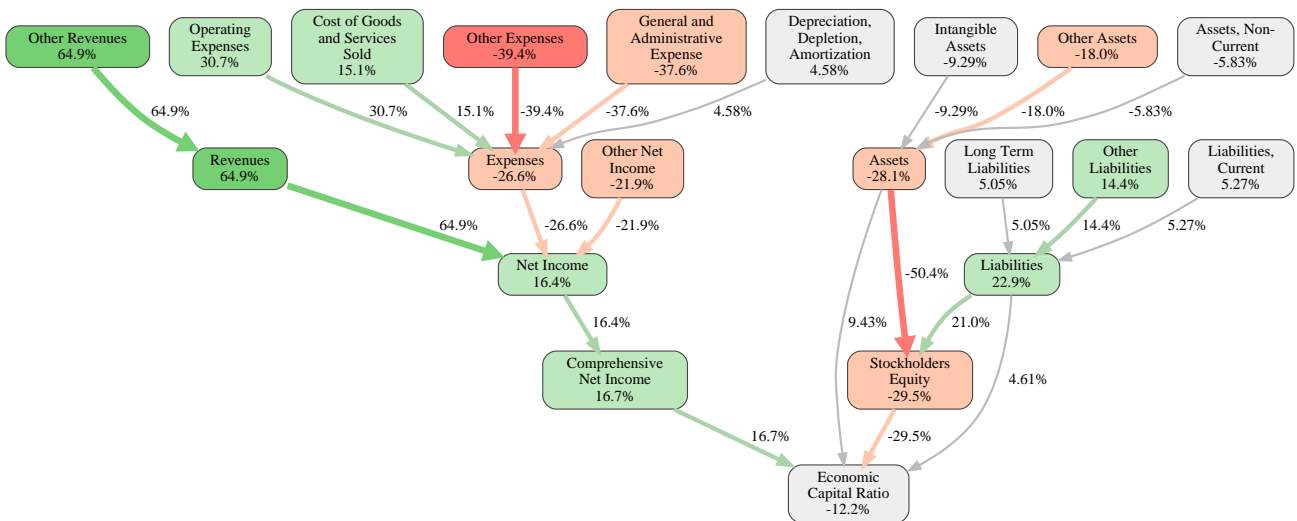 Other Revenues
64.9%
Operating
Expenses
30.7%
Cost of Goods
and Services
Sold
15.1%
Other Expenses
-39.4%
General and
Administrative
Expense
-37.6%
Depreciation,
Depletion,
Amortization
4.58%
Intangible
Assets
-9.29%
Other Assets
-18.0%
Assets, Non-
Current
-5.83%
64.9%
30.7%
15.1%
-39.4%
-37.6%
4.58%
-9.29%
-18.0%
-5.83%
Revenues
64.9%
Expenses
-26.6%
Other Net
Income
-21.9%
Assets
-28.1%
Long Term
Liabilities
5.05%
Other
Liabilities
14.4%
Liabilities,
Current
5.27%
64.9%
-26.6%
-21.9%
5.05%
14.4%
5.27%
Net Income
16.4%
-50.4%
Liabilities
22.9%
16.4%
9.43%
21.0%
Comprehensive
Net Income
16.7%
Stockholders
Equity
-29.5%
4.61%
16.7%
-29.5%
Economic
Capital Ratio
-12.2%